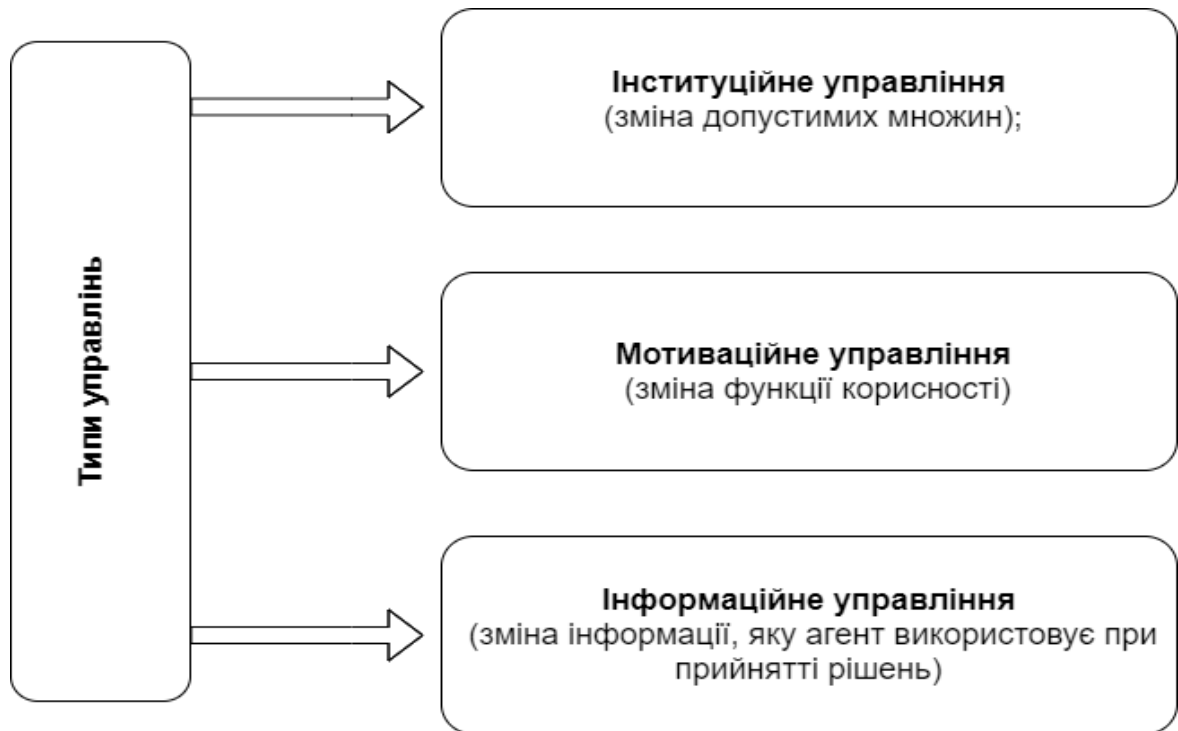 Типи управлінь
Інституційне управління
(зміна допустимих множин);
Мотиваційне управління
(зміна функції корисності)
Інформаційне управління
(зміна інформації, яку агент використовує при
прийнятті рішень)